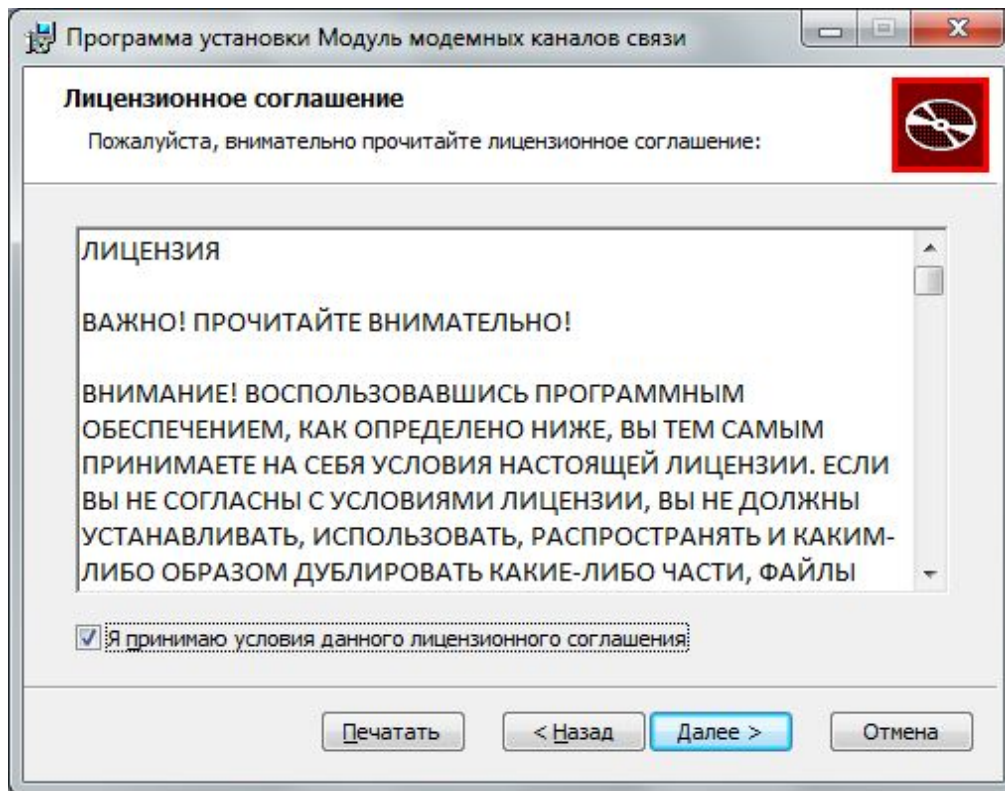 Программа установки Модуль модемных каналов связи
Лицензионное соглашение
Пожалуйста, внимательно прочитайте лицензионное соглашение:
ЛИЦЕНЗИЯ
ВАЖНО! ПРОЧИТАЙТЕ ВНИМАТЕЛЬНО!
ВНИМАНИЕ! ВОСПОЛЬЗОВАВШИСЬ ПРОГРАММНЫМ
ОБЕСПЕЧЕНИЕМ, КАК ОПРЕДЕЛЕНО НИЖЕ, ВЫ ТЕМ САМЫМ
ПРИНИМАЕТЕ НА СЕБЯ УСЛОВИЯ НАСТОЯЩЕЙ ЛИЦЕНЗИИ. ЕСЛИ
ВЫ НЕ СОГЛАСНЫ С УСЛОВИЯМИ ЛИЦЕНЗИИ, ВЫ НЕ ДОЛЖНЫ
УСТАНАВЛИВАТЬ, ИСПОЛЬЗОВАТЬ, РАСПРОСТРАНЯТЬ И КАКИМ-
ЛИБО ОБРАЗОМ ДУБЛИРОВАТЬ КАКИЕ-ЛИБО ЧАСТИ, ФАЙЛЫ
Я принимаю условия данного лицензионного соглашения
Печатать
< Назад
Далее >
Отмена